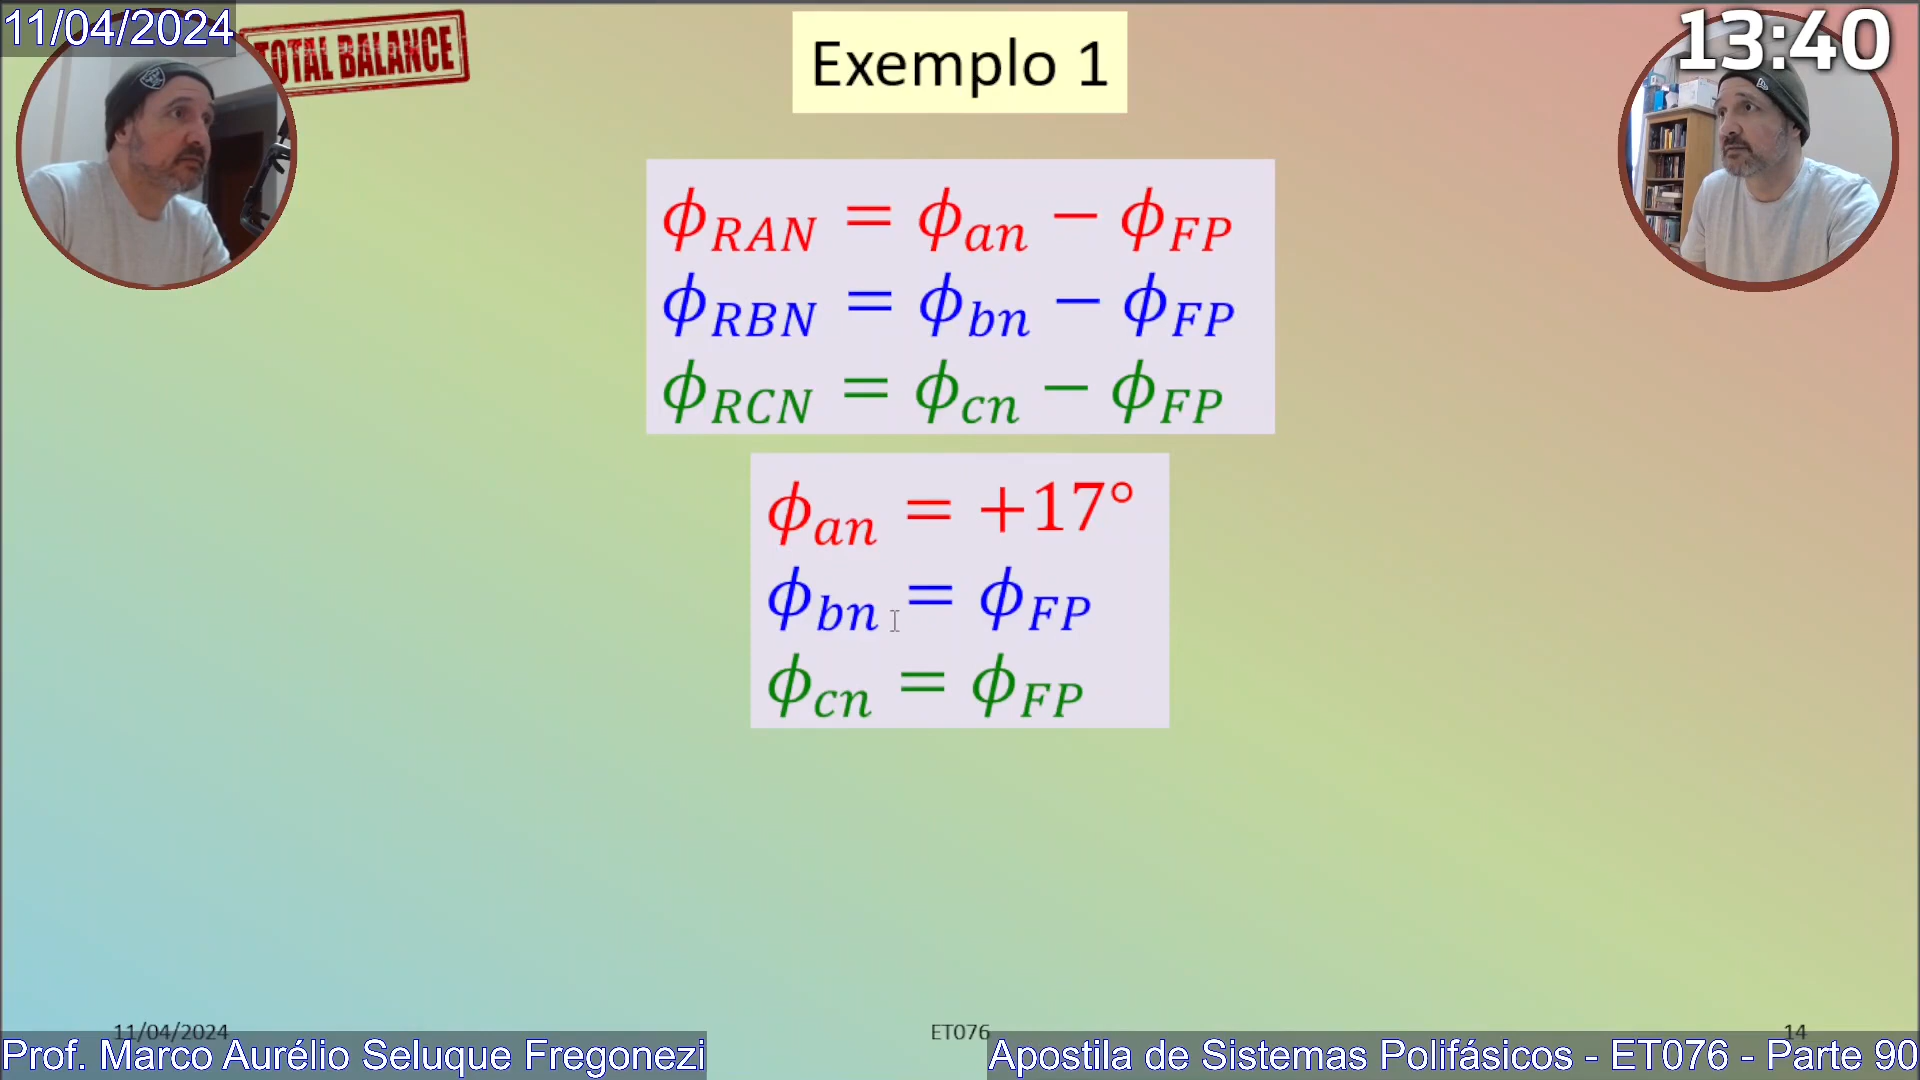 11/04/2024
TOTAL BALANCE
Exemplo 1
13:40
ϕRAN = ϕan − ϕFP
ϕRBN = ϕbn − ϕFP
ϕRCN = ϕcn − ϕFP
ϕan = +17°
ϕbn = ϕFP
ϕcn = ϕFP
11/04/2024
ET076
14
Prof. Marco Aurélio Seluque Fregonezi
Apostila de Sistemas Polifásicos - ET076 - Parte 90